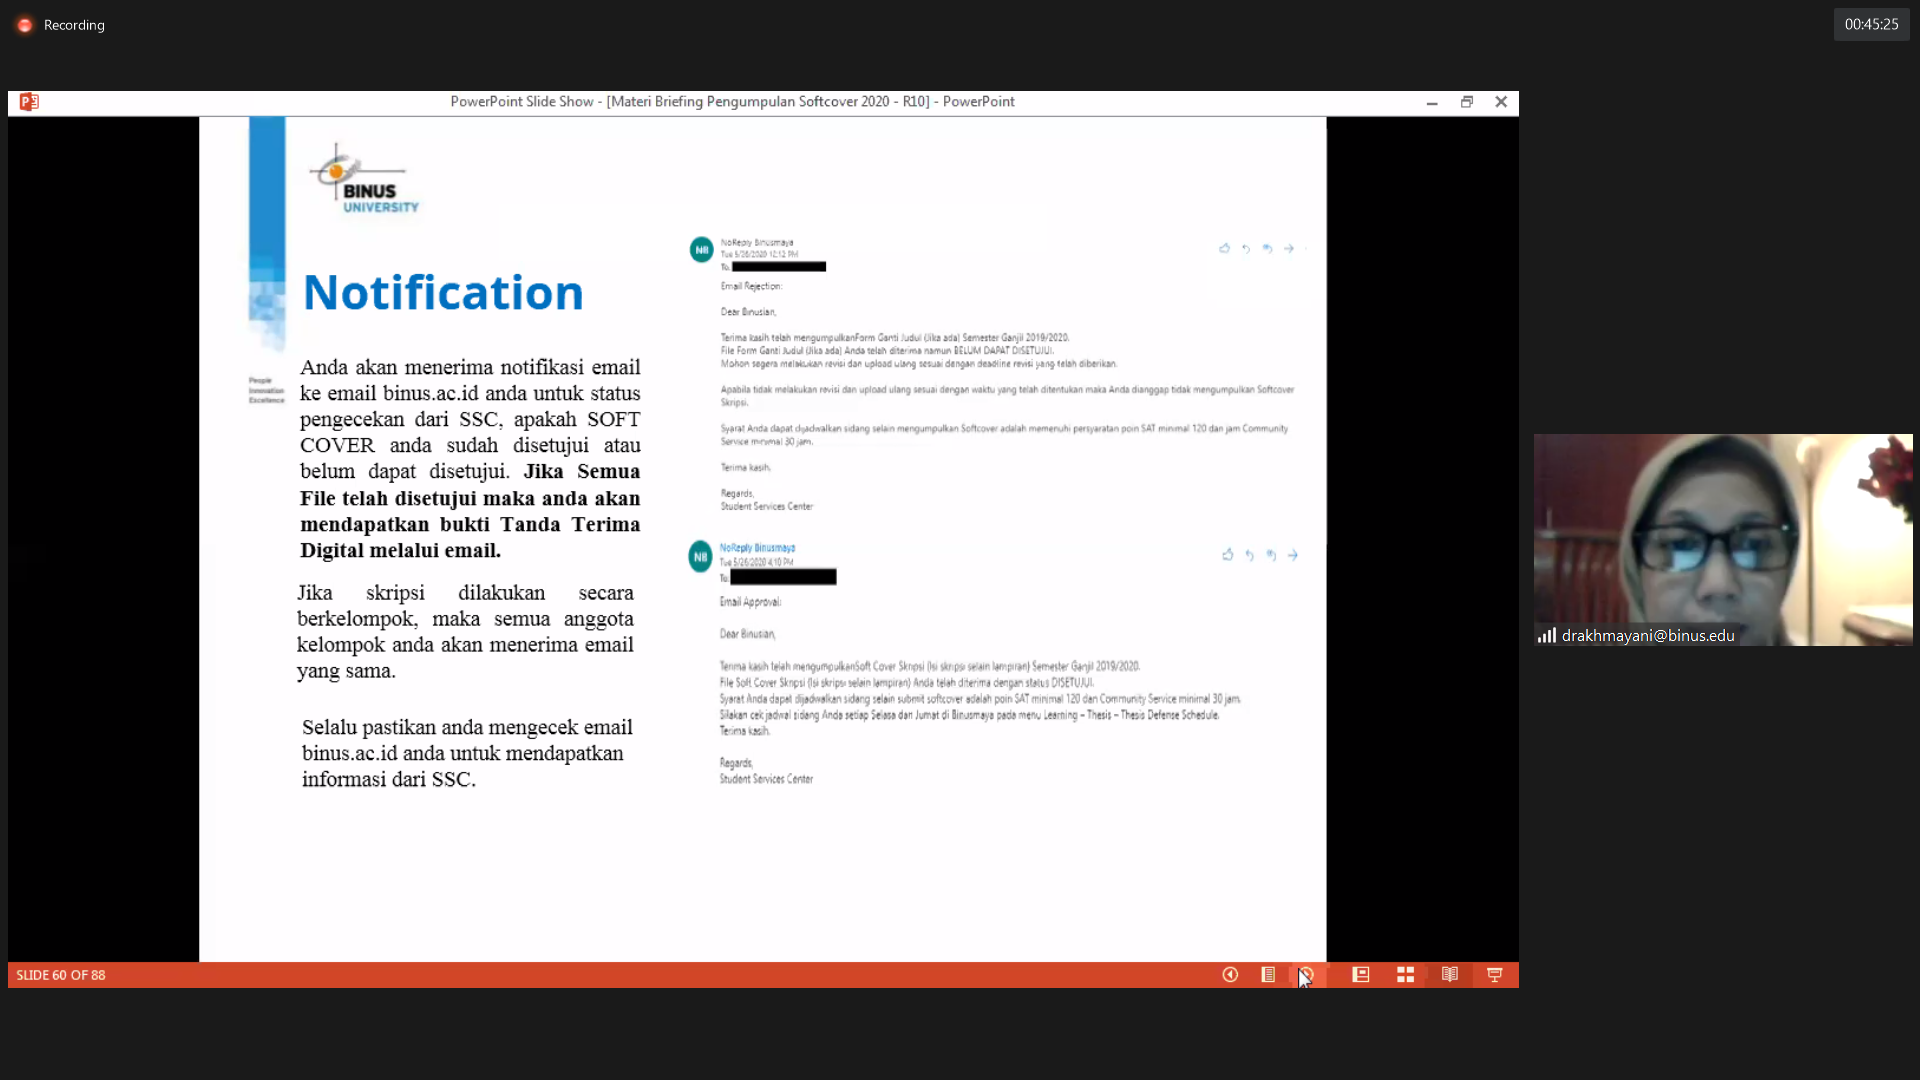 Recording
00:45:25
PowerPoint Slide Show - [Materi Briefing Pengumpulan Softcover 2020 - R10] - PowerPoint
BINUS
UNIVERSITY
People
Innovation
Excellence
Notification
Anda akan menerima notifikasi email
ke email binus.ac.id anda untuk status
pengecekan dari SSC, apakah SOFT
COVER anda sudah disetujui atau
belum dapat disetujui. Jika Semua
File telah disetujui maka anda akan
mendapatkan bukti Tanda Terima
Digital melalui email.
Jika skripsi dilakukan secara
berkelompok, maka semua anggota
kelompok anda akan menerima email
yang sama.
Selalu pastikan anda mengecek email
binus.ac.id anda untuk mendapatkan
informasi dari SSC.
NB
NoReply Binusmaya
Tue 5/26/2020 12:12 PM
To:
Email Rejection:
Dear Binusian,
Terima kasih telah mengumpulkanForm Ganti Judul (Jika ada) Semester Ganjil 2019/2020.
File Form Ganti Judul (Jika ada) Anda telah diterima namun BELUM DAPAT DISETUJUI.
Mohon segera melakukan revisi dan upload ulang sesuai dengan deadline revisi yang telah diberikan.
Apabila tidak melakukan revisi dan upload ulang sesuai dengan waktu yang telah ditentukan maka Anda dianggap tidak mengumpulkan Softcover
Skripsi.
Syarat Anda dapat dijadwalkan sidang selain mengumpulkan Softcover adalah memenuhi persyaratan poin SAT minimal 120 dan jam Community
Service minimal 30 jam.
Terima kasih.
Regards,
Student Services Center
NB
NoReply Binusmaya
Tue 5/26/2020 4:10 PM
To:
Email Approval:
Dear Binusian,
Terima kasih telah mengumpulkanSoft Cover Skripsi (Isi skripsi selain lampiran) Semester Ganjil 2019/2020.
File Soft Cover Skripsi (Isi skripsi selain lampiran) Anda telah diterima dengan status DISETUJUI.
Syarat Anda dapat dijadwalkan sidang selain submit softcover adalah poin SAT minimal 120 dan Community Service minimal 30 jam.
Silakan cek jadwal sidang Anda setiap Selasa dan Jumat di Binusmaya pada menu Learning – Thesis – Thesis Defense Schedule.
Terima kasih.
Regards,
Student Services Center
drakhmayani@binus.edu
SLIDE 60 OF 88